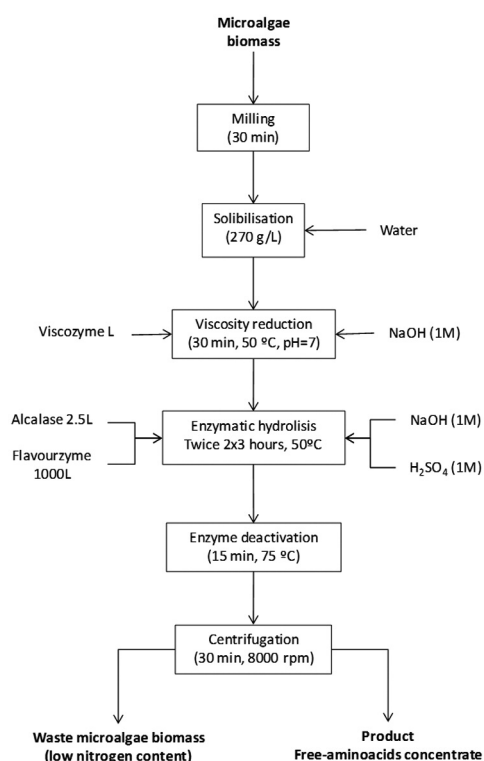 Microalgae
biomass
Milling
(30 min)
Solibilisation
(270 g/L)
Water
Viscozyme L
Viscosity reduction
(30 min, 50 ºC, pH=7)
NaOH (1M)
Alcalase 2.5L
Flavourzyme
1000L
Enzymatic hydrolisis
Twice 2x3 hours, 50ºC
NaOH (1M)
H₂SO₄ (1M)
Enzyme deactivation
(15 min, 75 ºC)
Centrifugation
(30 min, 8000 rpm)
Waste microalgae biomass
(low nitrogen content)
Product
Free-aminoacids concentrate